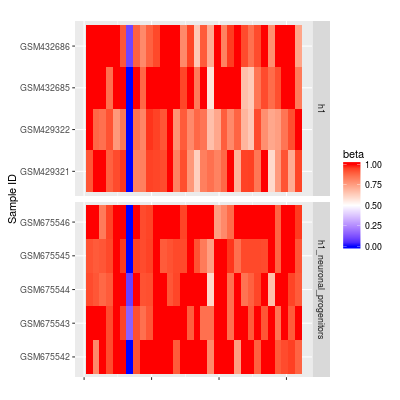 GSM432686
GSM432685
GSM429322
GSM429321
h1
GSM675546
GSM675545
GSM675544
GSM675543
GSM675542
h1_neuronal_progenitors
Sample ID
beta
1.00
0.75
0.50
0.25
0.00